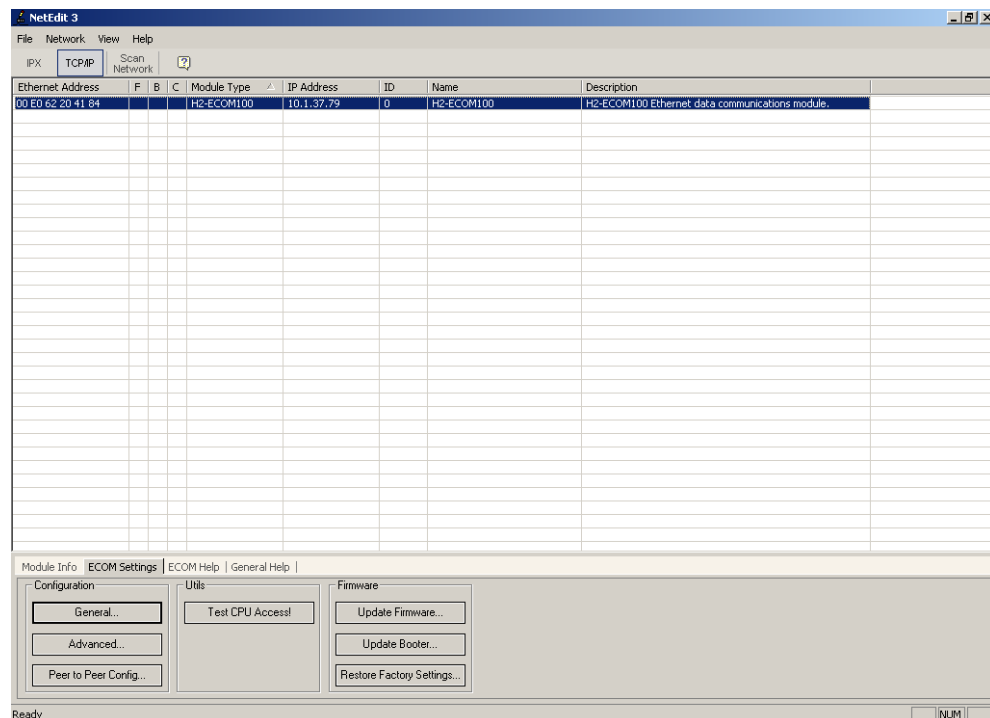 NetEdit 3
File Network View Help
IPX TCP/IP Scan Network
Ethernet Address F B C Module Type IP Address ID Name Description
00 E0 62 20 41 84 H2-ECOM100 10.1.37.79 0 H2-ECOM100 H2-ECOM100 Ethernet data communications module.
Module Info ECOM Settings ECOM Help General Help
Configuration Utils Firmware
General... Test CPU Access! Update Firmware...
Advanced... Update Booter...
Peer to Peer Config... Restore Factory Settings...
Ready NUM